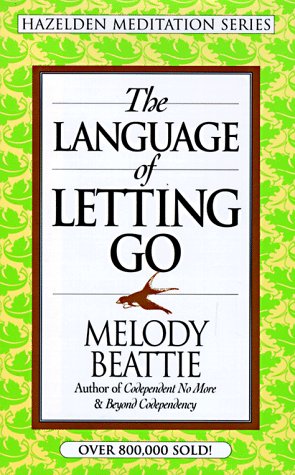 HAZELDEN MEDITATION SERIES
The
LANGUAGE
of
LETTING
GO
MELODY
BEATTIE
Author of Codependent No More
& Beyond Codependency
OVER 800,000 SOLD!